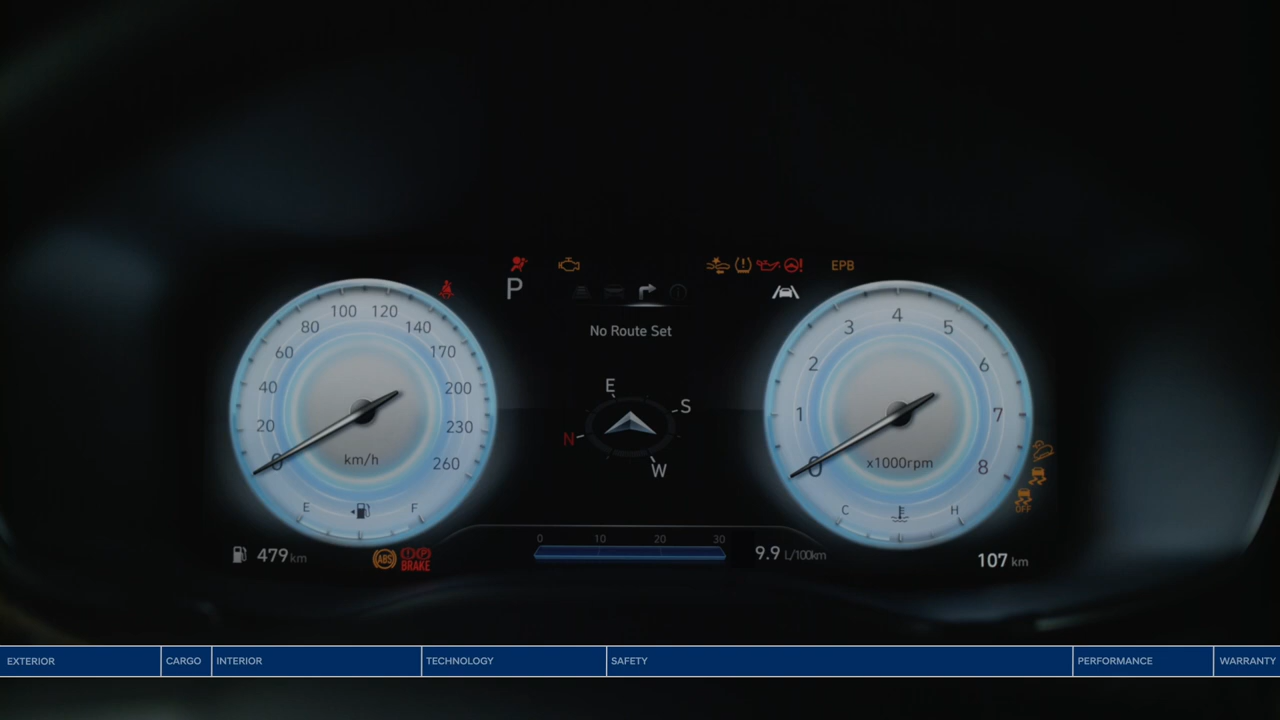 EPB
P
100 120
80 140
60 170
40 200
20 230
0 260
km/h
E F
No Route Set
E
S
N
W
4
3 5
2 6
1 7
0 8
x1000rpm
C H
OFF
479 km
ABS
BRAKE
0 10 20 30
9.9 L/100km
107 km
EXTERIOR CARGO INTERIOR TECHNOLOGY SAFETY PERFORMANCE WARRANTY